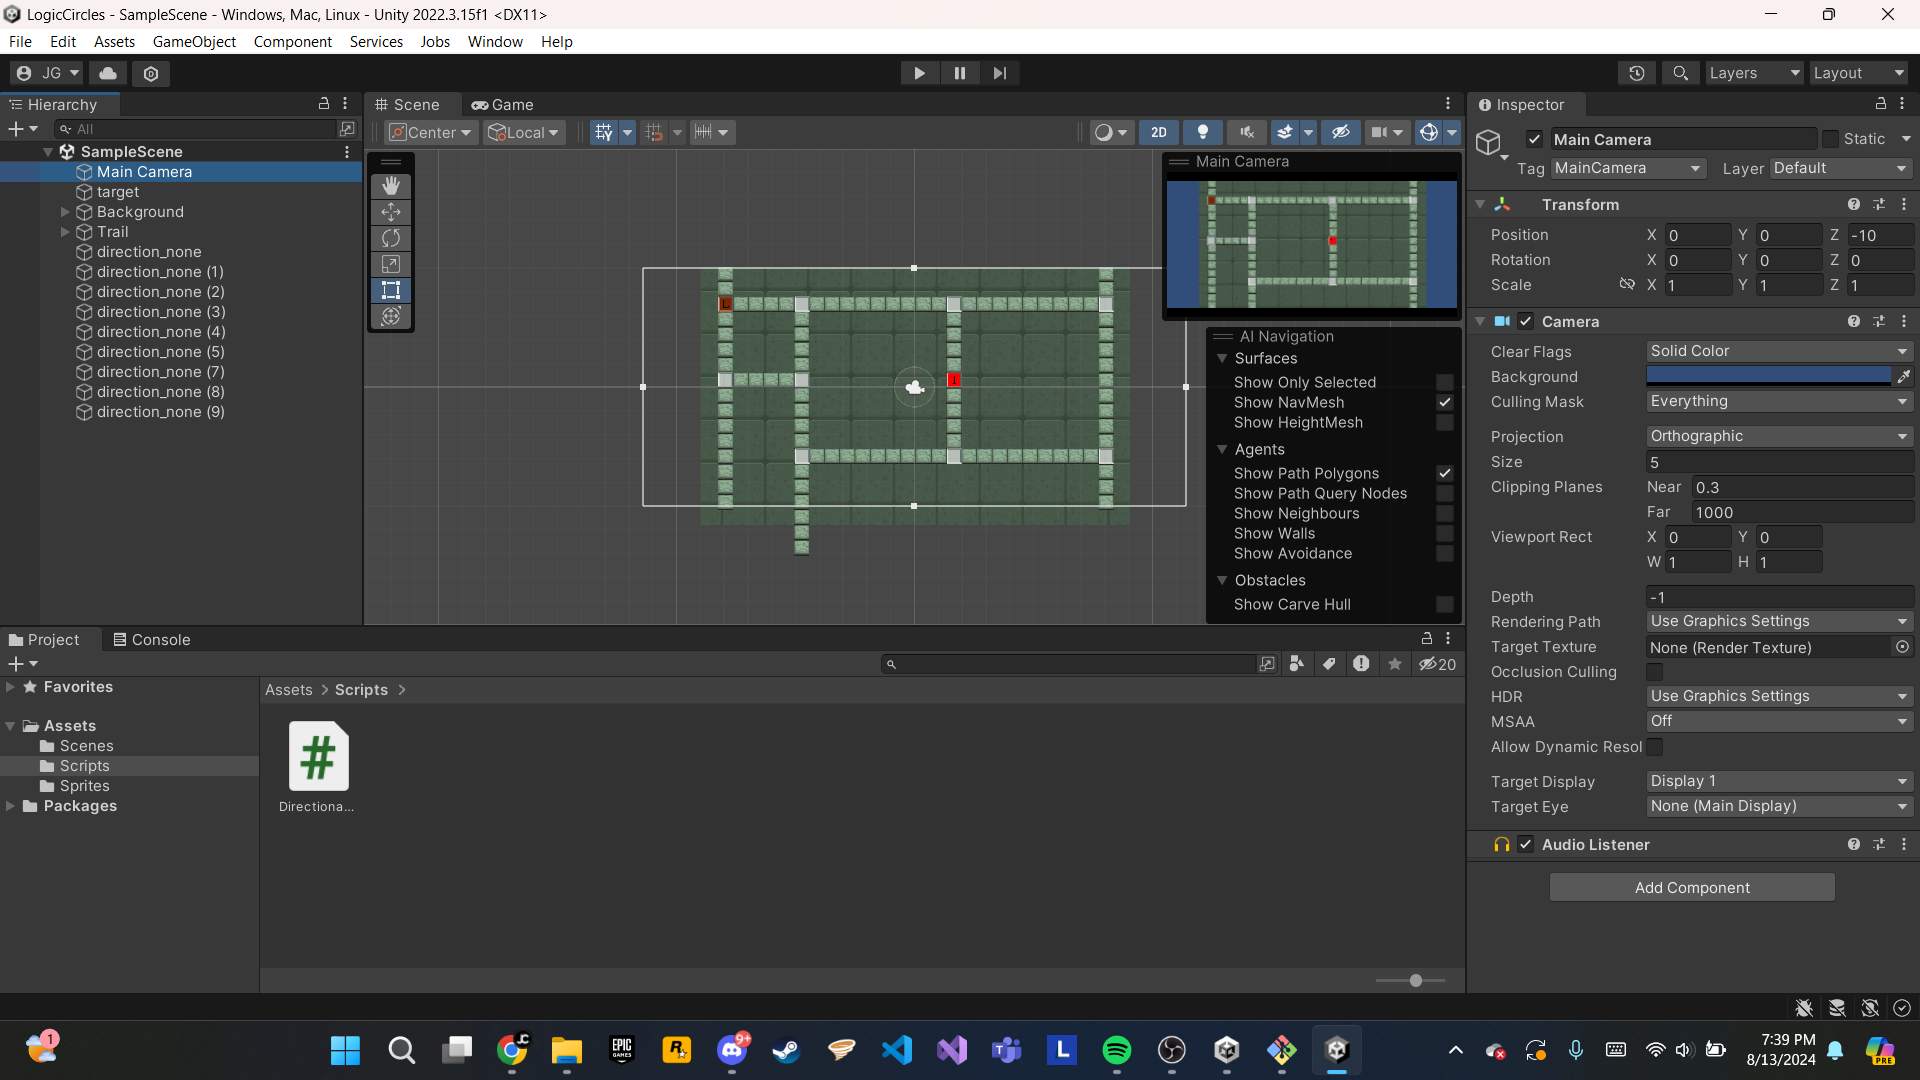 LogicCircles - SampleScene - Windows, Mac, Linux - Unity 2022.3.15f1 <DX11>
File Edit Assets GameObject Component Services Jobs Window Help
JG
Layers
Layout
Hierarchy
All
SampleScene
Main Camera
target
Background
Trail
direction_none
direction_none (1)
direction_none (2)
direction_none (3)
direction_none (4)
direction_none (5)
direction_none (7)
direction_none (8)
direction_none (9)
Scene
Game
Center
Local
2D
Main Camera
AI Navigation
Surfaces
Show Only Selected
Show NavMesh
Show HeightMesh
Agents
Show Path Polygons
Show Path Query Nodes
Show Neighbours
Show Walls
Show Avoidance
Obstacles
Show Carve Hull
Inspector
Main Camera
Static
Tag MainCamera Layer Default
Transform
Position X 0 Y 0 Z -10
Rotation X 0 Y 0 Z 0
Scale X 1 Y 1 Z 1
Camera
Clear Flags Solid Color
Background
Culling Mask Everything
Projection Orthographic
Size 5
Clipping Planes Near 0.3
Far 1000
Viewport Rect X 0 Y 0
W 1 H 1
Depth -1
Rendering Path Use Graphics Settings
Target Texture None (Render Texture)
Occlusion Culling
HDR Use Graphics Settings
MSAA Off
Allow Dynamic Resol
Target Display Display 1
Target Eye None (Main Display)
Audio Listener
Add Component
Project
Console
20
Favorites
Assets
Scenes
Scripts
Sprites
Packages
Assets > Scripts >
#
Directiona...
1
EPIC GAMES
R
9+
L
7:39 PM
8/13/2024
PRE